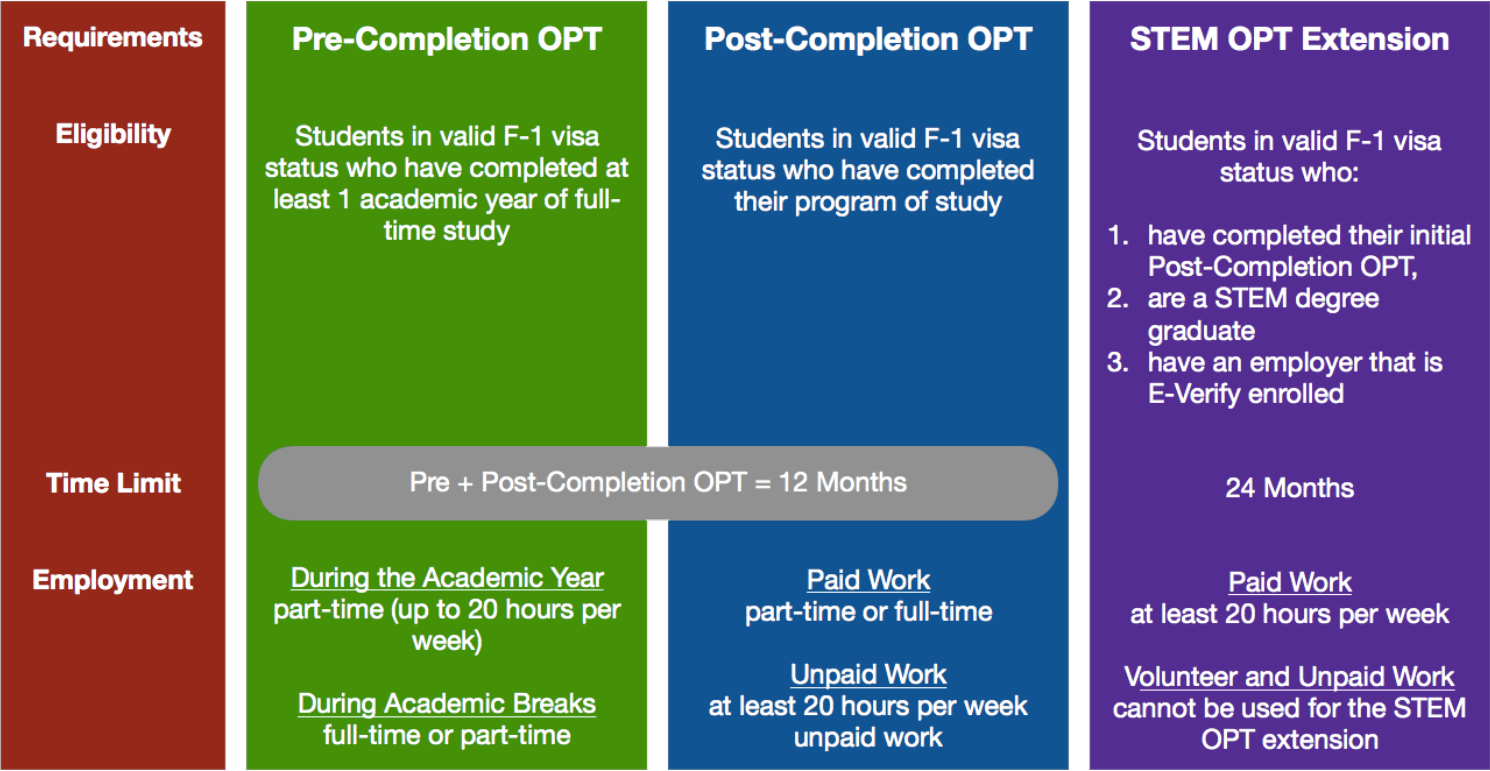 Requirements
Pre-Completion OPT
Post-Completion OPT
STEM OPT Extension
Eligibility
Students in valid F-1 visa
status who have completed at
least 1 academic year of full-
time study
Students in valid F-1 visa
status who have completed
their program of study
Students in valid F-1 visa
status who:
1. have completed their initial
Post-Completion OPT,
2. are a STEM degree
graduate
3. have an employer that is
E-Verify enrolled
Time Limit
Pre + Post-Completion OPT = 12 Months
24 Months
Employment
During the Academic Year
part-time (up to 20 hours per
week)
During Academic Breaks
full-time or part-time
Paid Work
part-time or full-time
Unpaid Work
at least 20 hours per week
unpaid work
Paid Work
at least 20 hours per week
Volunteer and Unpaid Work
cannot be used for the STEM
OPT extension